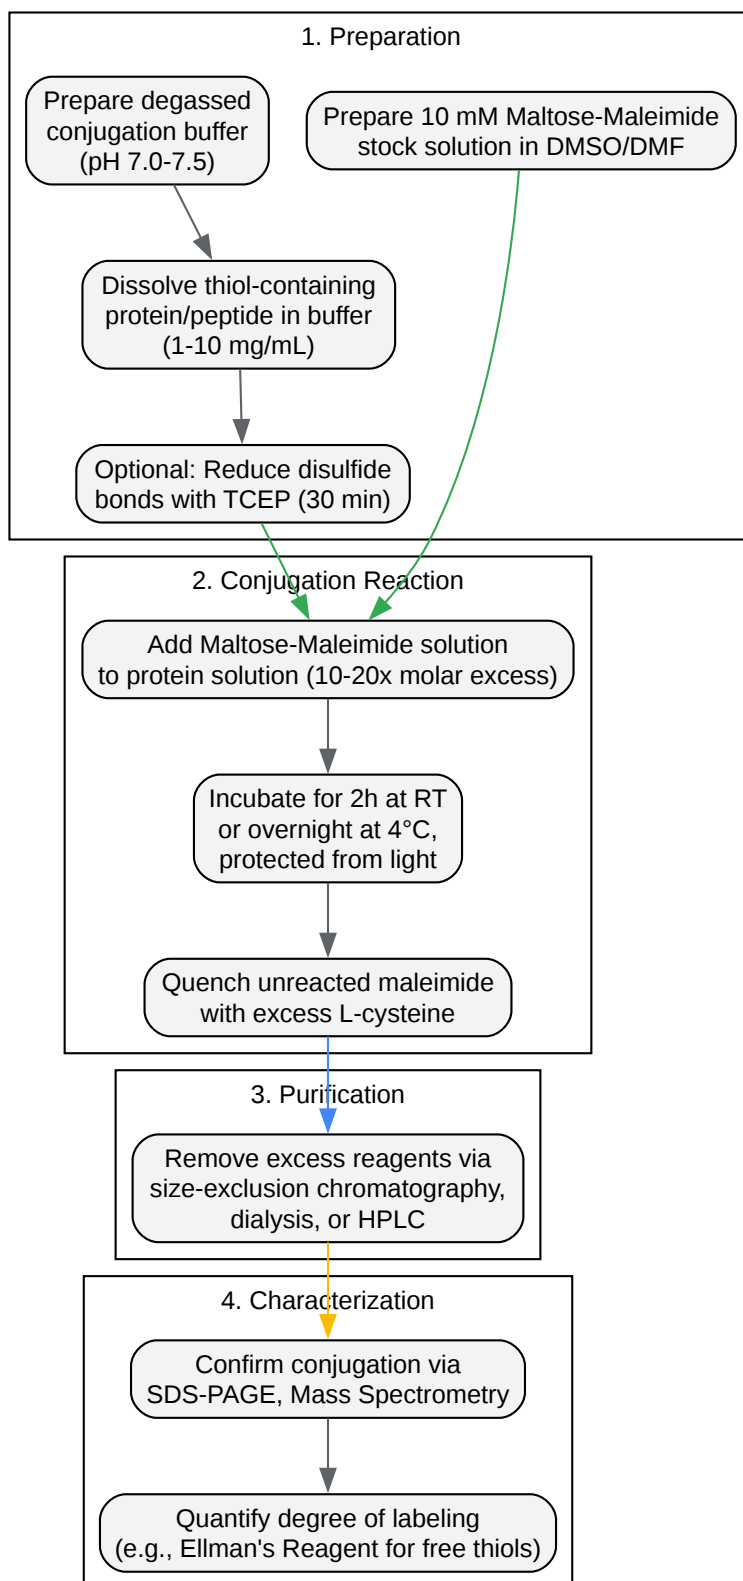 1. Preparation
Prepare degassed
conjugation buffer
(pH 7.0-7.5)
Prepare 10 mM Maltose-Maleimide
stock solution in DMSO/DMF
Dissolve thiol-containing
protein/peptide in buffer
(1-10 mg/mL)
Optional: Reduce disulfide
bonds with TCEP (30 min)
2. Conjugation Reaction
Add Maltose-Maleimide solution
to protein solution (10-20x molar excess)
Incubate for 2h at RT
or overnight at 4°C,
protected from light
Quench unreacted maleimide
with excess L-cysteine
3. Purification
Remove excess reagents via
size-exclusion chromatography,
dialysis, or HPLC
4. Characterization
Confirm conjugation via
SDS-PAGE, Mass Spectrometry
Quantify degree of labeling
(e.g., Ellman's Reagent for free thiols)